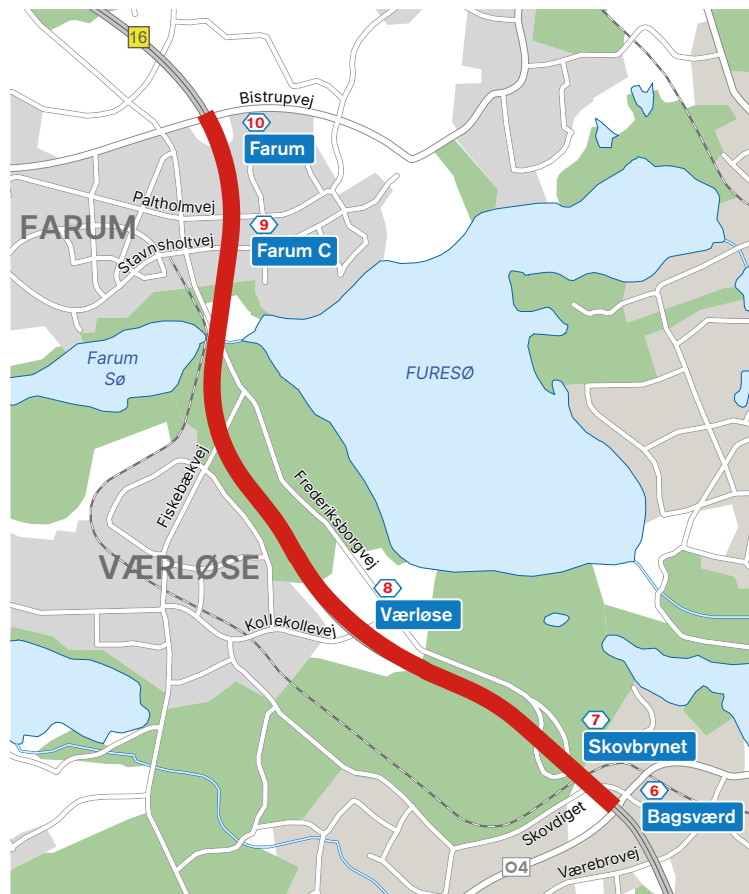 16
Bistrupvej
10
Farum
Paltholmvej
FARUM
9
Stavnsholtvej
Farum C
Farum
Sø
FURESØ
Fiskebækvej
Frederiksborgvej
VÆRLØSE
8
Værløse
Kollekollevej
7
Skovbrynet
6
Bagsværd
Skovdiget
Værebrovej
O4